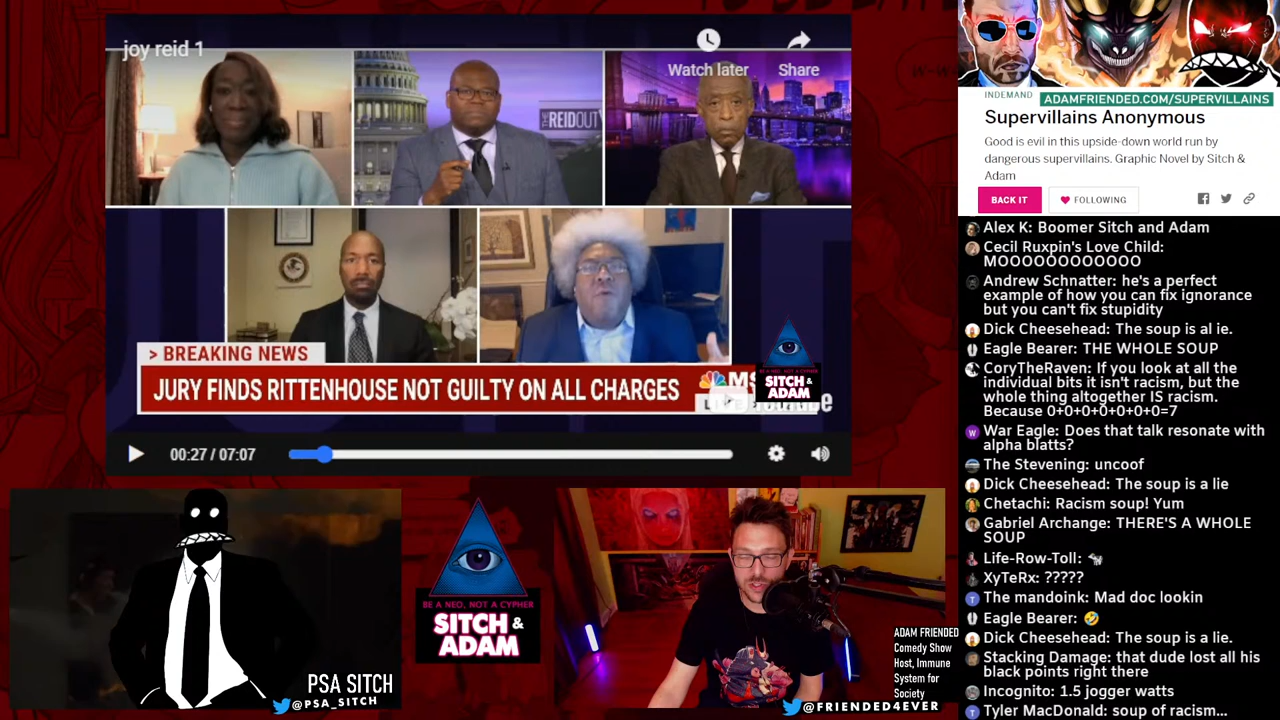 joy reid 1
Watch later
Share
THE REIDOUT
> BREAKING NEWS
JURY FINDS RITTENHOUSE NOT GUILTY ON ALL CHARGES
BE A NEO, NOT A CYPHER
SITCH &
ADAM
00:27 / 07:07
PSA SITCH
@PSA_SITCH
BE A NEO, NOT A CYPHER
SITCH &
ADAM
ADAM FRIENDED
Comedy Show
Host, Immune
System for
Society
@FRIENDED4EVER
INDEMAND
ADAMFRIENDED.COM/SUPERVILLAINS
Supervillains Anonymous
Good is evil in this upside-down world run by
dangerous supervillains. Graphic Novel by Sitch &
Adam
BACK IT
FOLLOWING
Alex K: Boomer Sitch and Adam
Cecil Ruxpin's Love Child:
MOOOOOOOOOOOO
Andrew Schnatter: he's a perfect
example of how you can fix ignorance
but you can't fix stupidity
Dick Cheesehead: The soup is al ie.
Eagle Bearer: THE WHOLE SOUP
CoryTheRaven: If you look at all the
individual bits it isn't racism, but the
whole thing altogether IS racism.
Because 0+0+0+0+0+0+0=7
War Eagle: Does that talk resonate with
alpha blatts?
The Stevening: uncoof
Dick Cheesehead: The soup is a lie
Chetachi: Racism soup! Yum
Gabriel Archange: THERE'S A WHOLE
SOUP
Life-Row-Toll: 🐄
XyTeRx: ?????
The mandoink: Mad doc lookin
Eagle Bearer: 🤣
Dick Cheesehead: The soup is a lie.
Stacking Damage: that dude lost all his
black points right there
Incognito: 1.5 jogger watts
Tyler MacDonald: soup of racism...